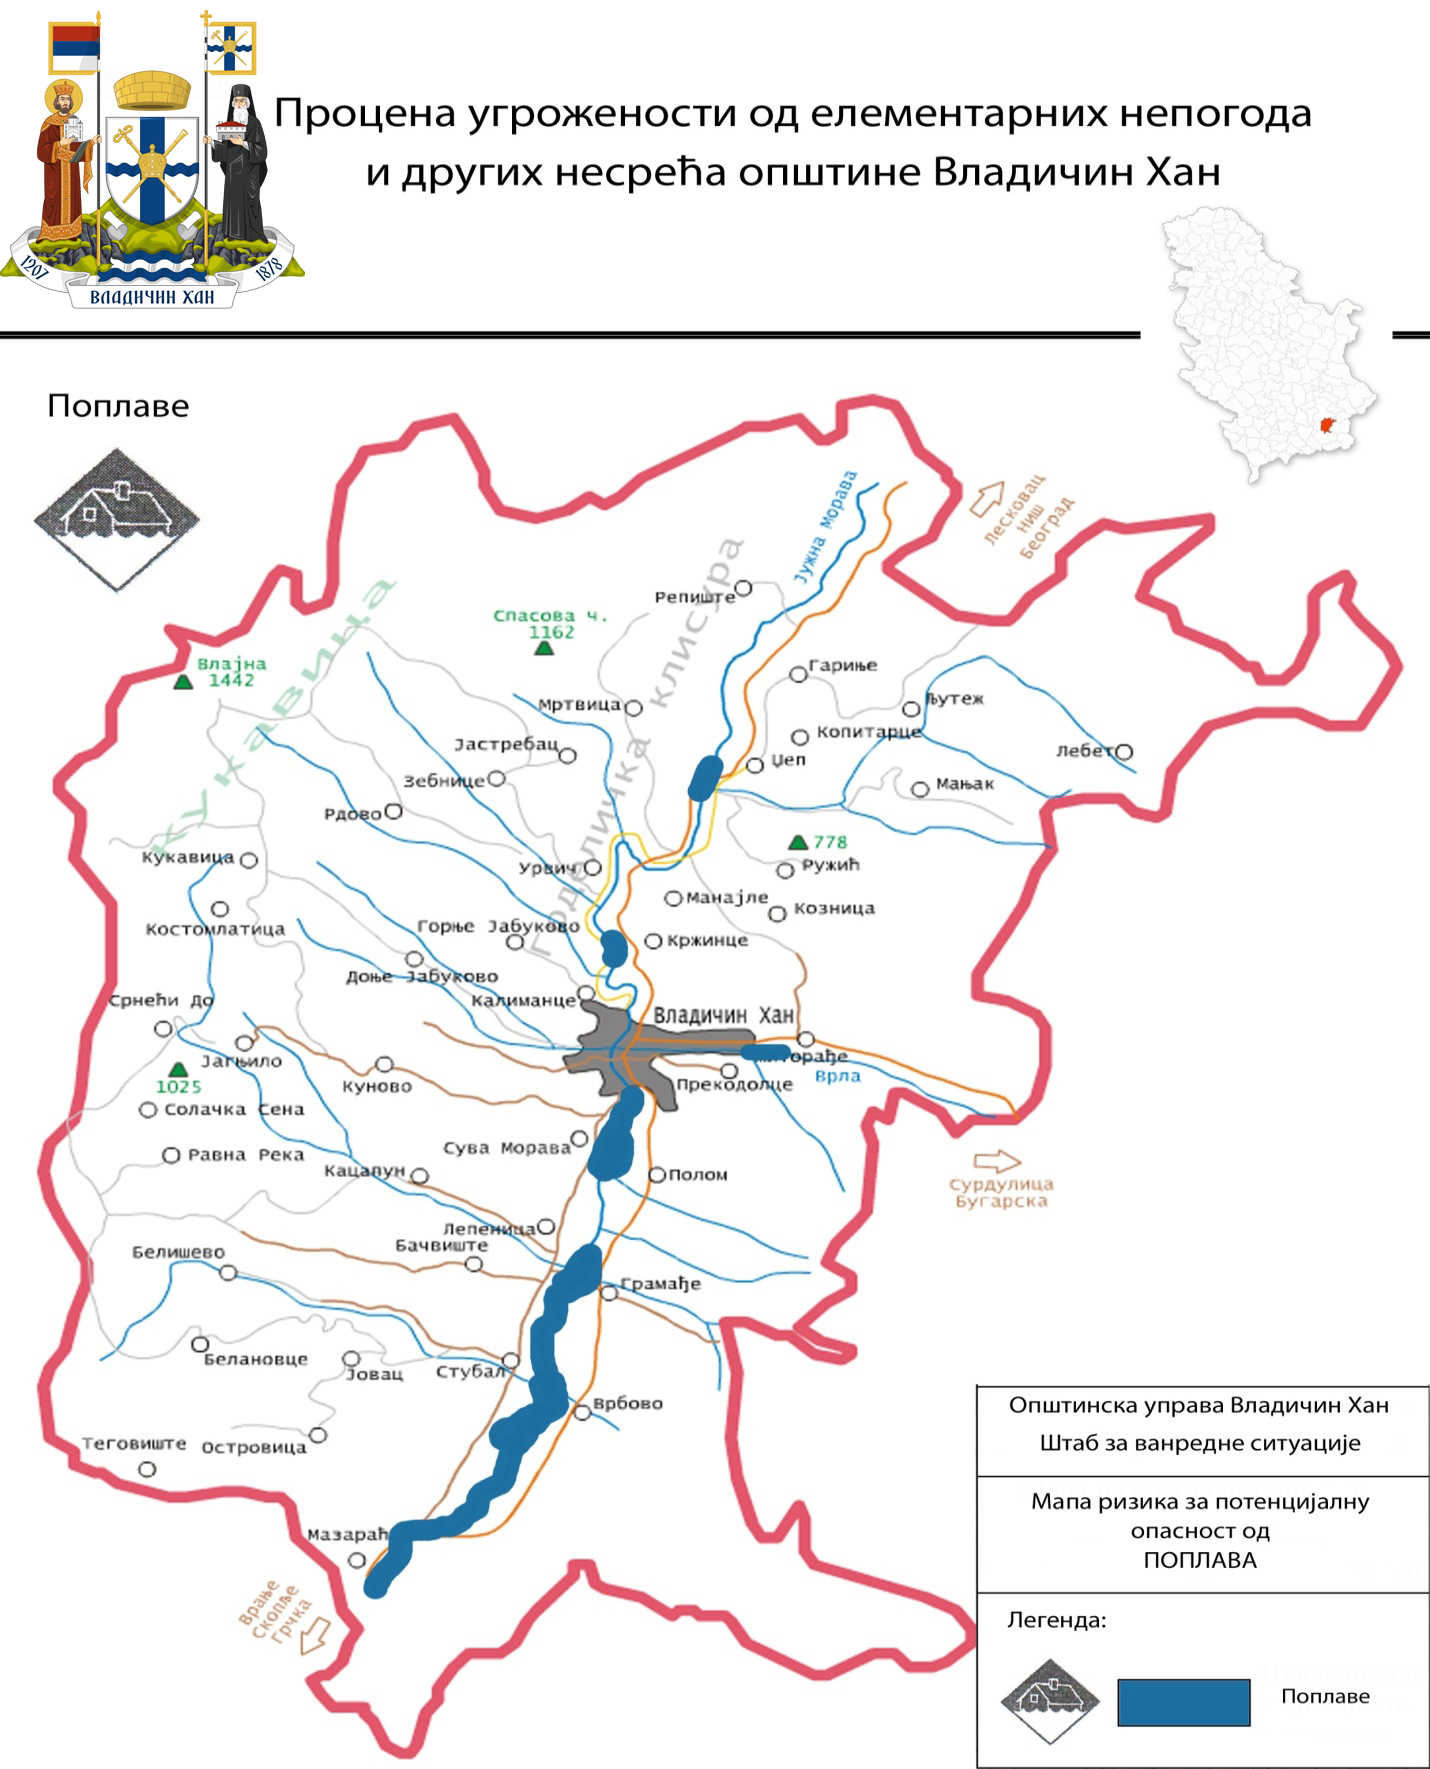 Процена угрожености од елементарних непогода
и других несрећа општине Владичин Хан
1207
1878
ВЛАДИЧИН ХАН
Поплаве
Лесковац
Ниш
Београд
Јужна Морава
Репиште
Спасова ч.
1162
клисура
Влајна
1442
Кукавица
Гариње
Мртвица
Љутеж
Копитарце
Јастребац
Лебет
Џеп
Зебнице
Мањак
Рдово
778
Кукавица
Урвич
Ружић
Манајле
Козница
Костомлатица
Горње Јабуково
Кржинце
Доње Јабуково
Срнећи До
Калиманце
Владичин Хан
Јагњило
Врла
1025
Куново
Прекодолце
Солачка Сена
Сува Морава
Равна Река
Кацапун
Полом
Сурдулица
Бугарска
Лепеница
Бачвиште
Белишево
Грамађе
Белановце
Јовац
Стубал
Врбово
Теговиште
Островица
Мазараћ
Врање
Скопље
Грчка
Општинска управа Владичин Хан
Штаб за ванредне ситуације
Мапа ризика за потенцијалну
опасност од
ПОПЛАВА
Легенда:
Поплаве